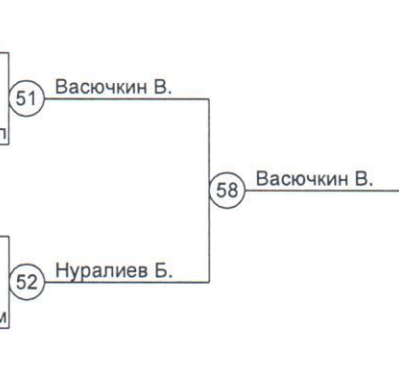 51 Васючкин В.
п
58 Васючкин В.
52 Нуралиев Б.
м